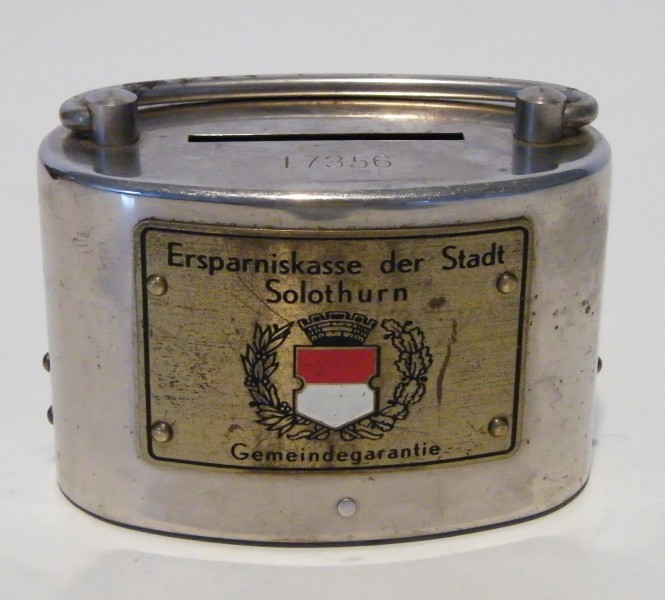 17356
Ersparniskasse der Stadt
Solothurn
Gemeindegarantie